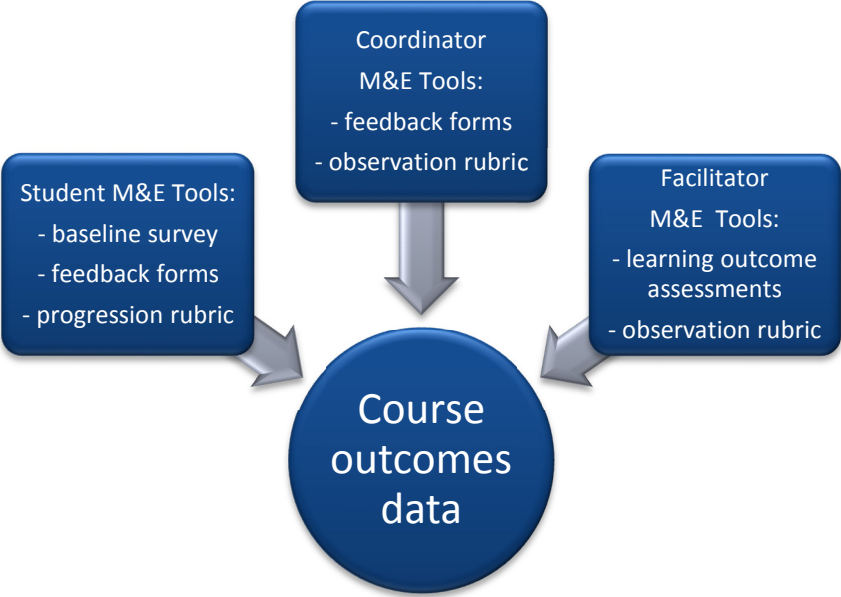 Coordinator
M&E Tools:
- feedback forms
- observation rubric
Student M&E Tools:
- baseline survey
- feedback forms
- progression rubric
Facilitator
M&E  Tools:
- learning outcome
assessments
- observation rubric
Course
outcomes
data